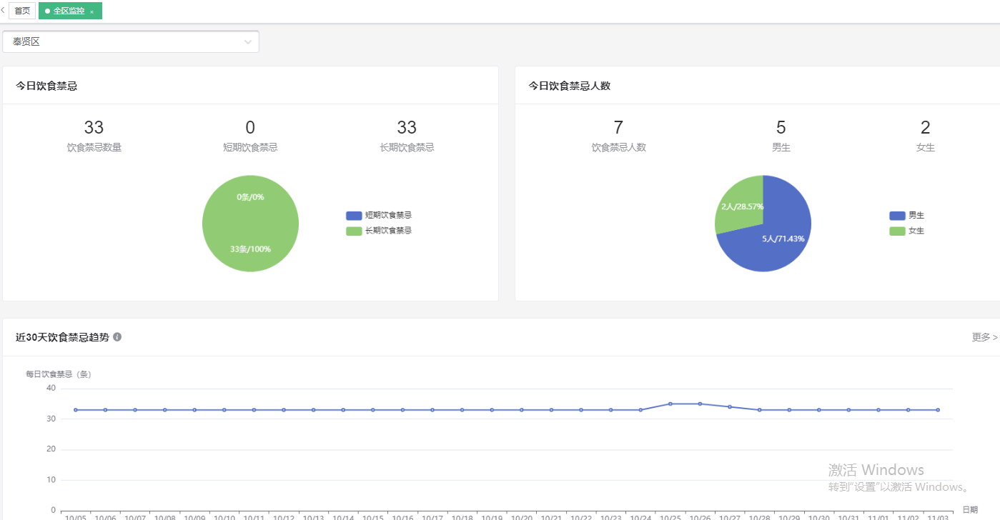 首页
全区监控 ×
奉贤区
今日饮食禁忌
33 0 33
饮食禁忌数量 短期饮食禁忌 长期饮食禁忌
0条/0%
33条/100%
短期饮食禁忌
长期饮食禁忌
今日饮食禁忌人数
7 5 2
饮食禁忌人数 男生 女生
2人/28.57%
5人/71.43%
男生
女生
近30天饮食禁忌趋势
更多 >
每日饮食禁忌（条）
40
30
20
10
0
10/05 10/06 10/07 10/08 10/09 10/10 10/11 10/12 10/13 10/14 10/15 10/16 10/17 10/18 10/19 10/20 10/21 10/22 10/23 10/24 10/25 10/26 10/27 10/28 10/29 10/30 10/31 11/01 11/02 11/03
日期
激活 Windows
转到“设置”以激活 Windows。